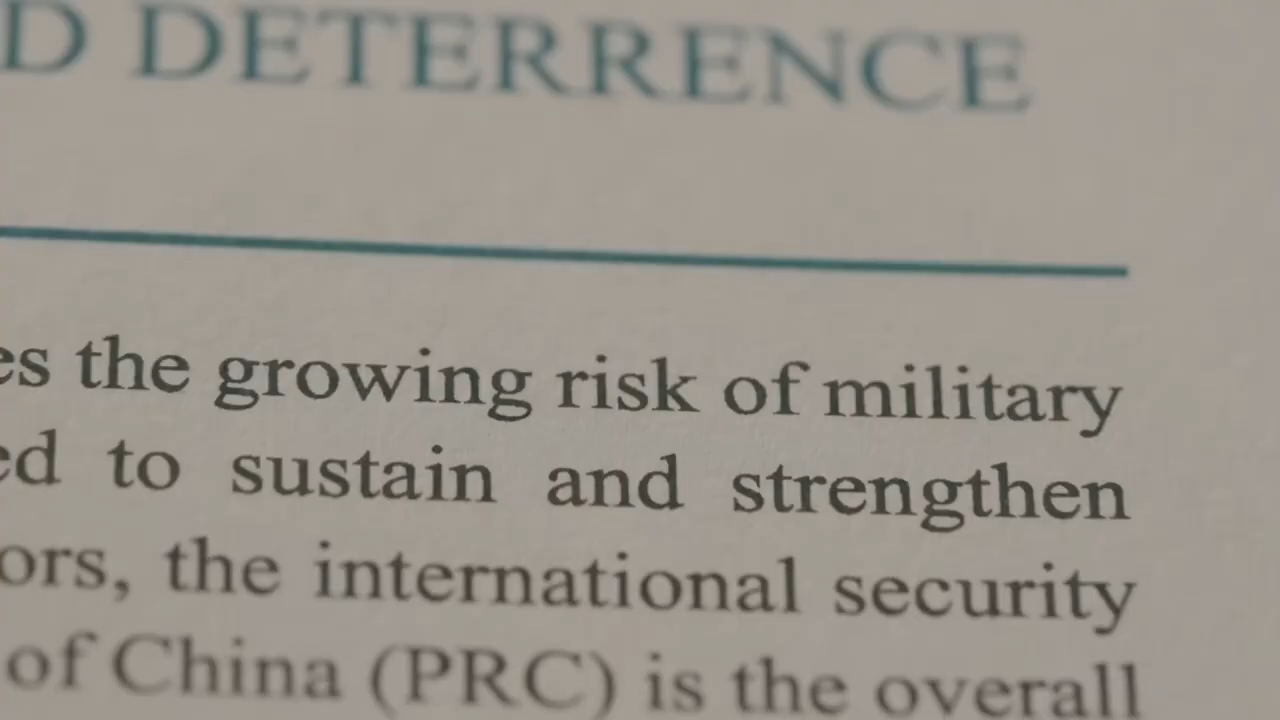 D DETERRENCE
es the growing risk of military
ed to sustain and strengthen
ors, the international security
of China (PRC) is the overall